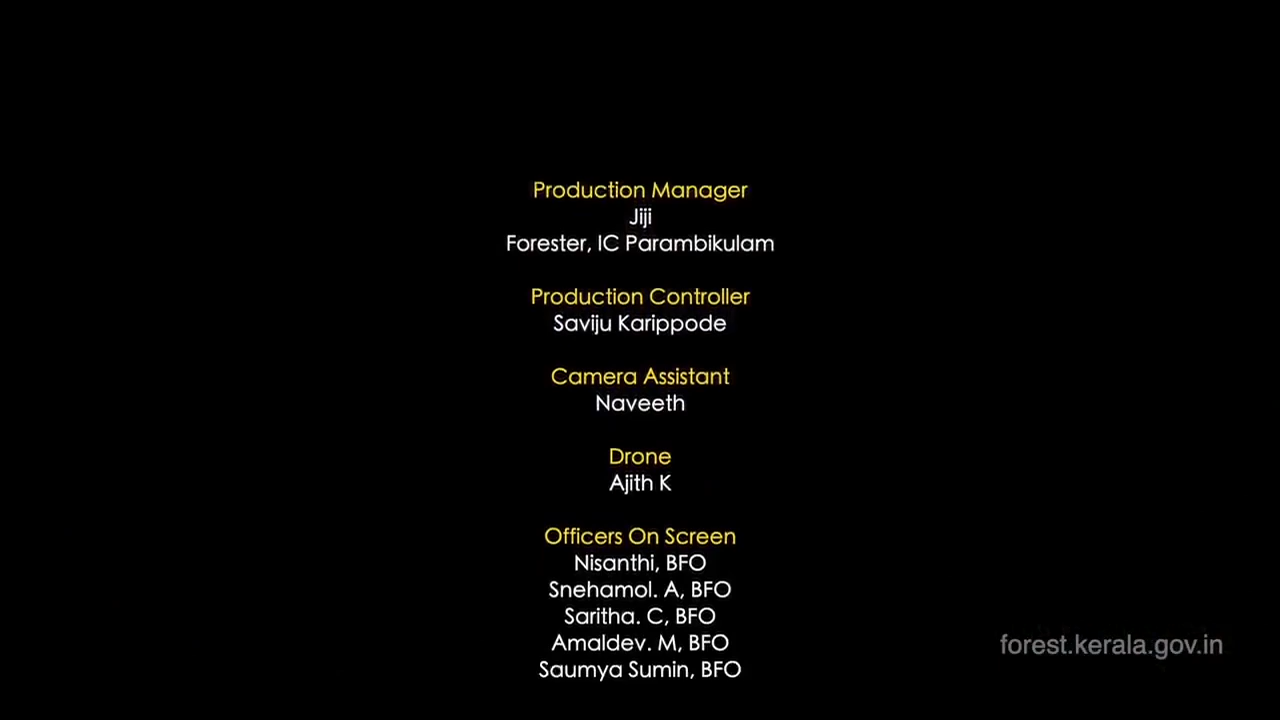 Production Manager
Jiji
Forester, IC Parambikulam
Production Controller
Saviju Karippode
Camera Assistant
Naveeth
Drone
Ajith K
Officers On Screen
Nisanthi, BFO
Snehamol. A, BFO
Saritha. C, BFO
Amaldev. M, BFO
Saumya Sumin, BFO
forest.kerala.gov.in